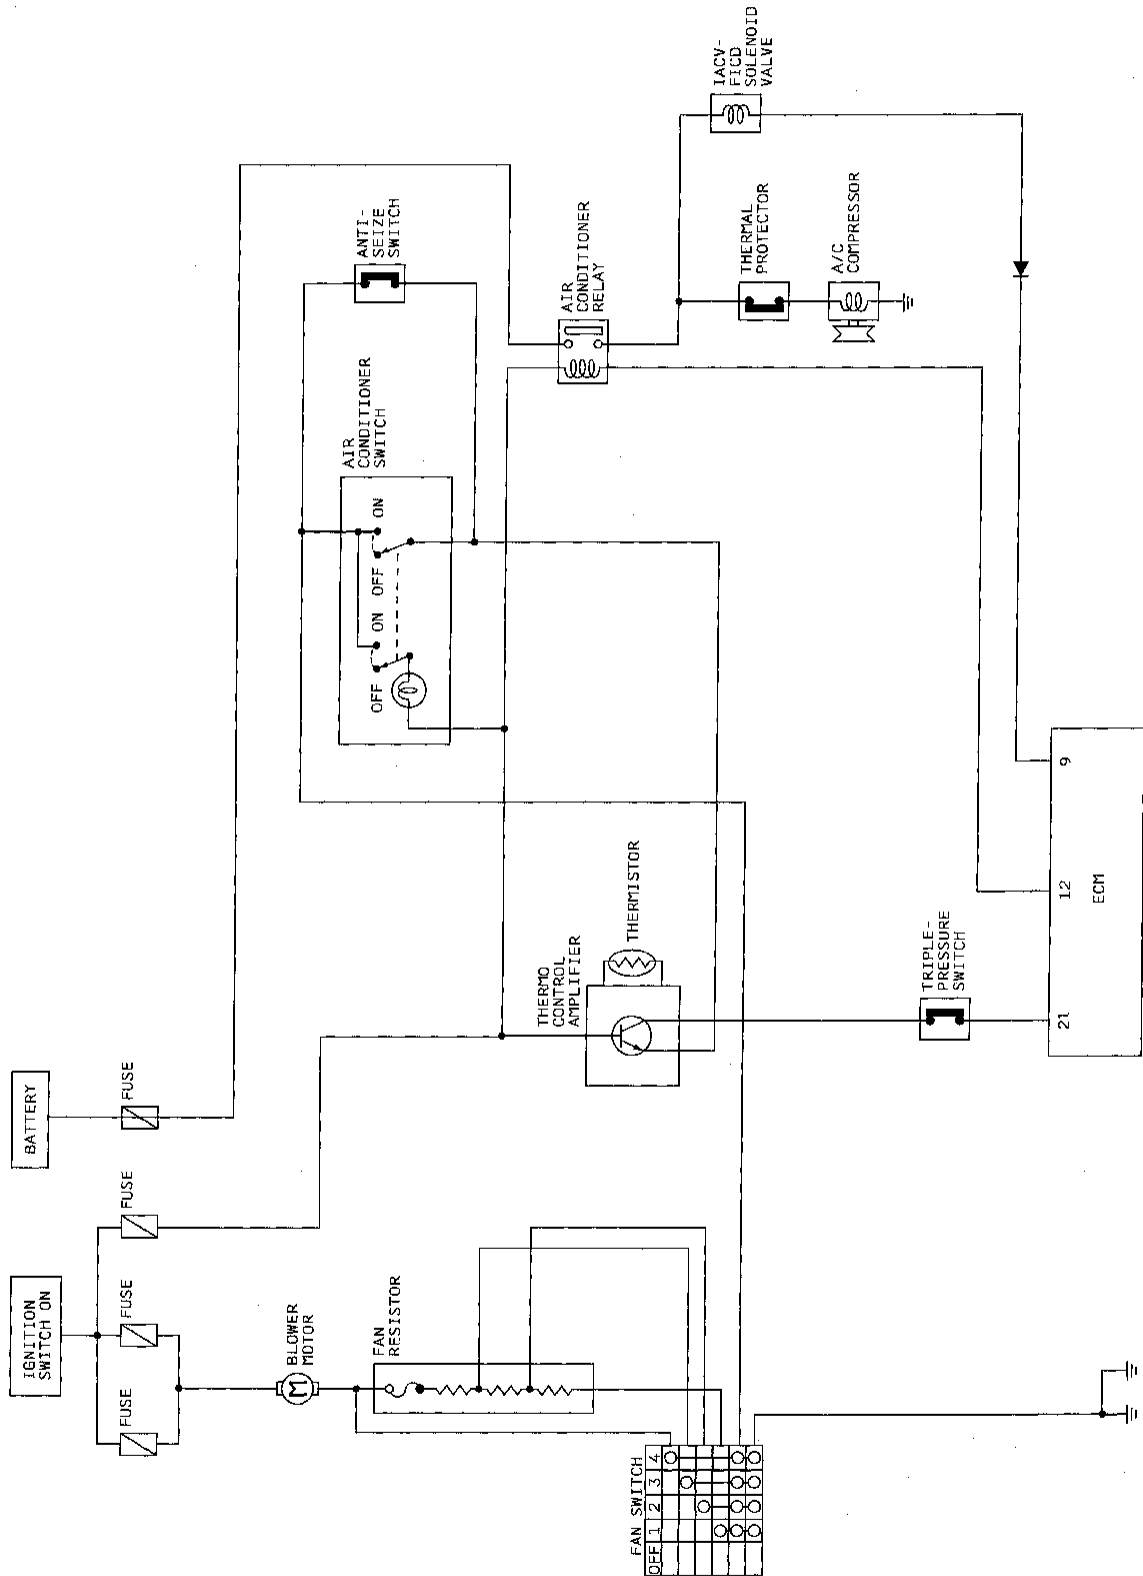 IGNITION
SWITCH ON
BATTERY
FUSE
FUSE
FUSE
FUSE
BLOWER
MOTOR
FAN
RESISTOR
FAN SWITCH
OFF 1 2 3 4
M
THERMO
CONTROL
AMPLIFIER
THERMISTOR
TRIPLE-
PRESSURE
SWITCH
AIR
CONDITIONER
SWITCH
OFF ON
OFF ON
ANTI-
SEIZE
SWITCH
AIR
CONDITIONER
RELAY
THERMAL
PROTECTOR
A/C
COMPRESSOR
IACV-
FICD
SOLENOID
VALVE
21 12 9
ECM